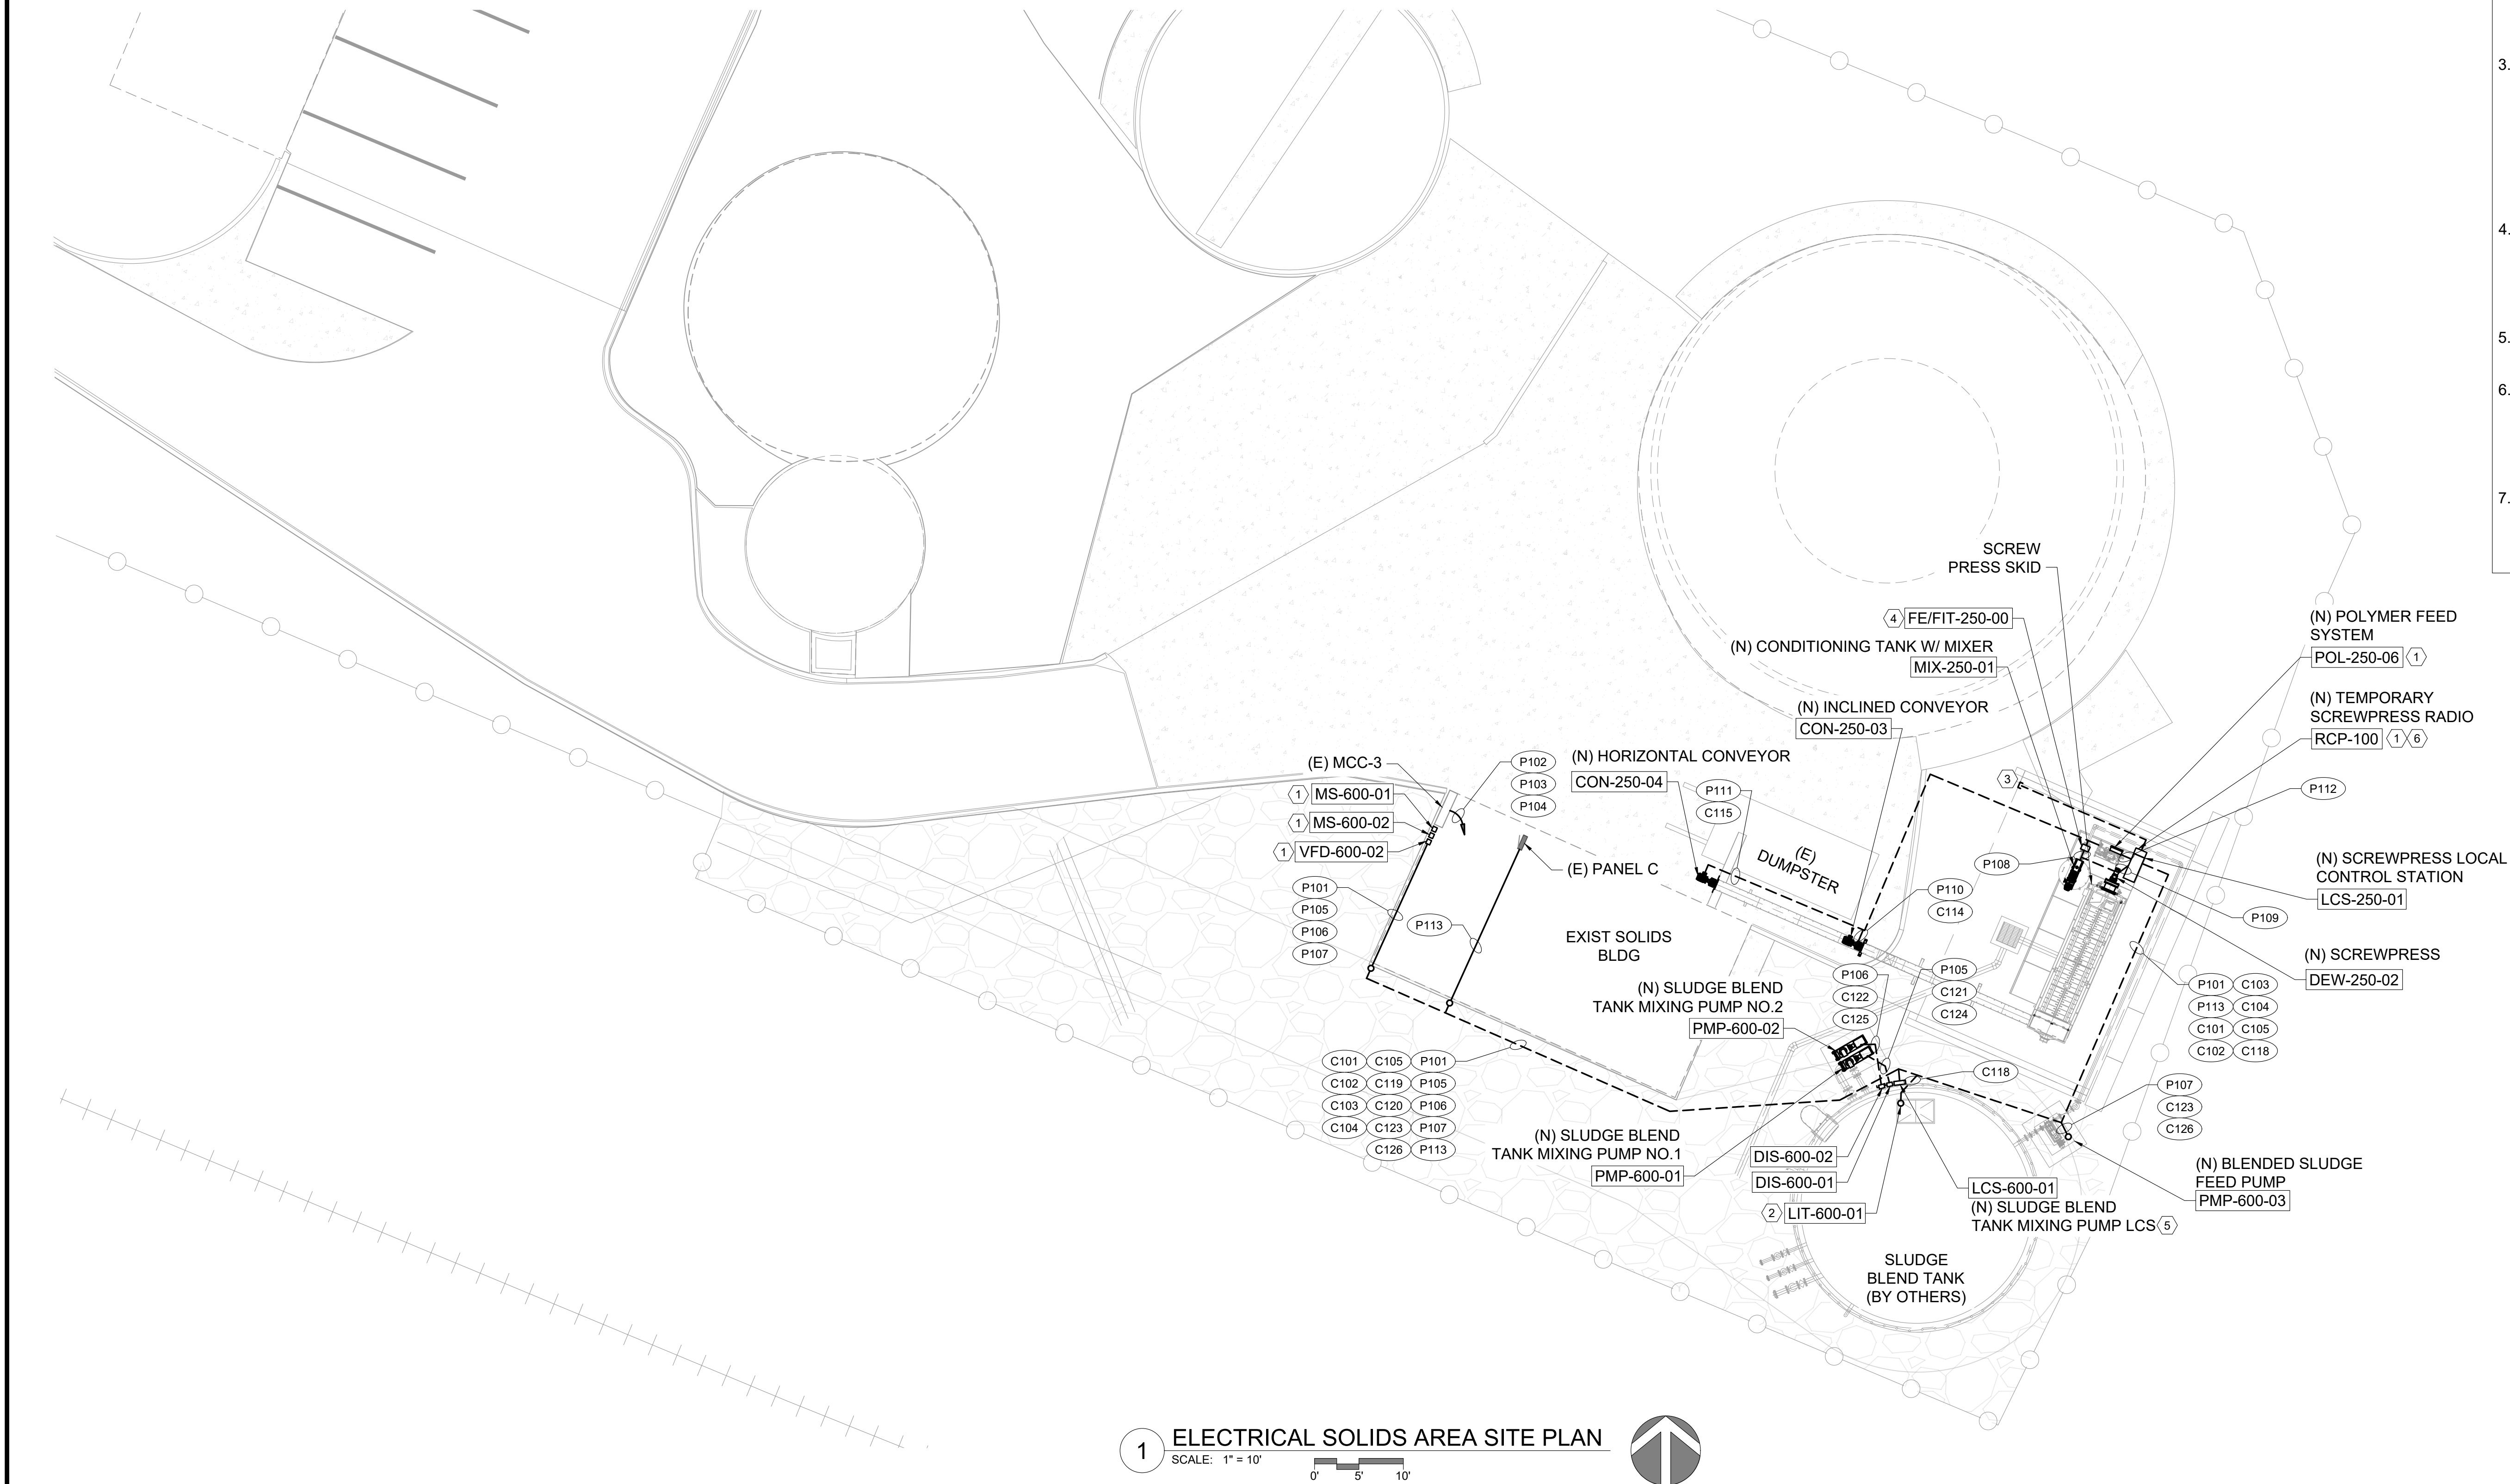 3.
4.
5.
6.
7.
SCREW
PRESS SKID
4 FE/FIT-250-00
(N) CONDITIONING TANK W/ MIXER
MIX-250-01
(N) POLYMER FEED
SYSTEM
POL-250-06 1
(N) TEMPORARY
SCREWPRESS RADIO
RCP-100 1 6
(N) INCLINED CONVEYOR
CON-250-03
(N) HORIZONTAL CONVEYOR
CON-250-04
(E) MCC-3
1 MS-600-01
1 MS-600-02
1 VFD-600-02
P102
P103
P104
P111
C115
3
P112
(E) PANEL C
(E)
DUMPSTER
P108
(N) SCREWPRESS LOCAL
CONTROL STATION
LCS-250-01
P101
P105
P106
P107
P113
P110
C114
P109
EXIST SOLIDS
BLDG
(N) SCREWPRESS
DEW-250-02
P106
C122
C125
P105
C121
C124
P101 C103
P113 C104
C101 C105
C102 C118
(N) SLUDGE BLEND
TANK MIXING PUMP NO.2
PMP-600-02
C101 C105 P101
C102 C119 P105
C103 C120 P106
C104 C123 P107
C126 P113
C118
P107
C123
C126
(N) SLUDGE BLEND
TANK MIXING PUMP NO.1
PMP-600-01
DIS-600-02
DIS-600-01
2 LIT-600-01
LCS-600-01
(N) SLUDGE BLEND
TANK MIXING PUMP LCS 5
(N) BLENDED SLUDGE
FEED PUMP
PMP-600-03
SLUDGE
BLEND TANK
(BY OTHERS)
1 ELECTRICAL SOLIDS AREA SITE PLAN
SCALE: 1" = 10'
0' 5' 10'